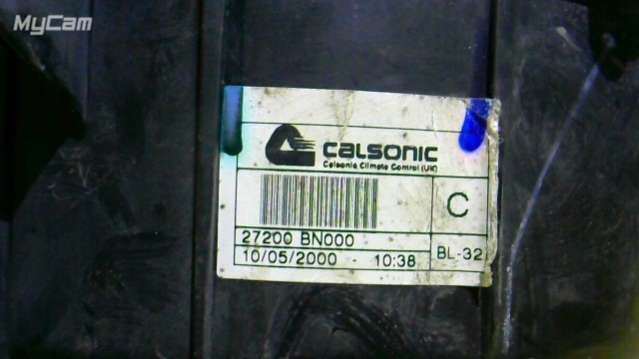 MyCam
CALSONIC
Calsonic Climate Control (UK)
C
27200 BN000
10/05/2000 - 10:38
BL-32